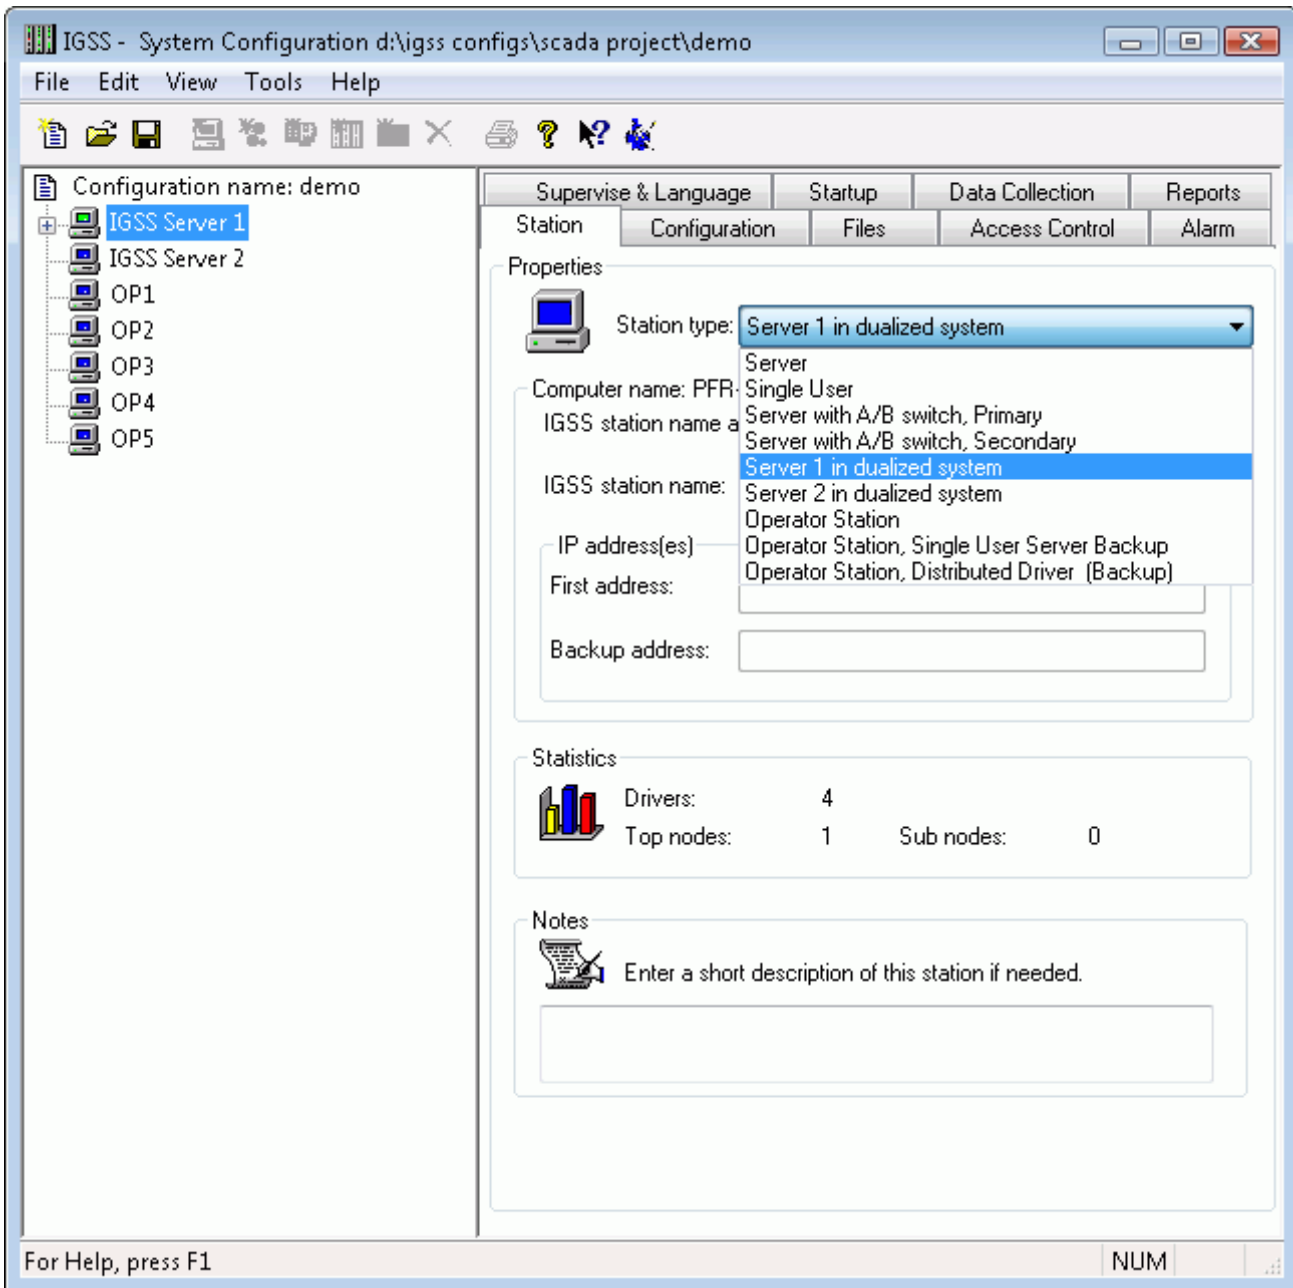 IGSS - System Configuration d:\igss configs\scada project\demo
File Edit View Tools Help
Configuration name: demo
IGSS Server 1
IGSS Server 2
OP1
OP2
OP3
OP4
OP5
Supervise & Language Startup Data Collection Reports
Station Configuration Files Access Control Alarm
Properties
Station type: Server 1 in dualized system
Server
Single User
Server with A/B switch, Primary
Server with A/B switch, Secondary
Server 1 in dualized system
Server 2 in dualized system
Operator Station
Operator Station, Single User Server Backup
Operator Station, Distributed Driver (Backup)
Computer name: PFR-
IGSS station name a
IGSS station name:
IP address(es)
First address:
Backup address:
Statistics
Drivers: 4
Top nodes: 1 Sub nodes: 0
Notes
Enter a short description of this station if needed.
For Help, press F1 NUM